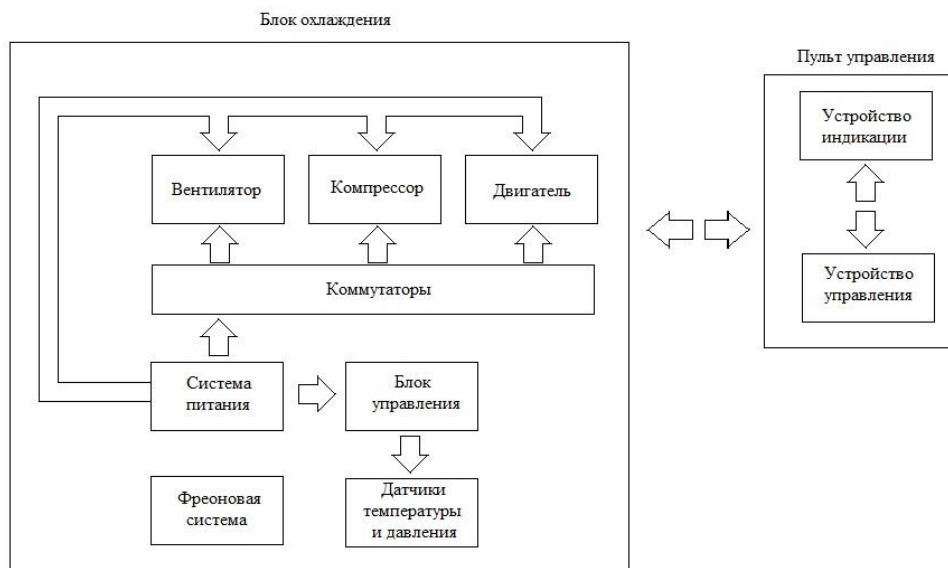 Блок охлаждения
Пульт управления
Устройство
индикации
Вентилятор
Компрессор
Двигатель
Коммутаторы
Устройство
управления
Система
питания
Блок
управления
Фреоновая
система
Датчики
температуры
и давления